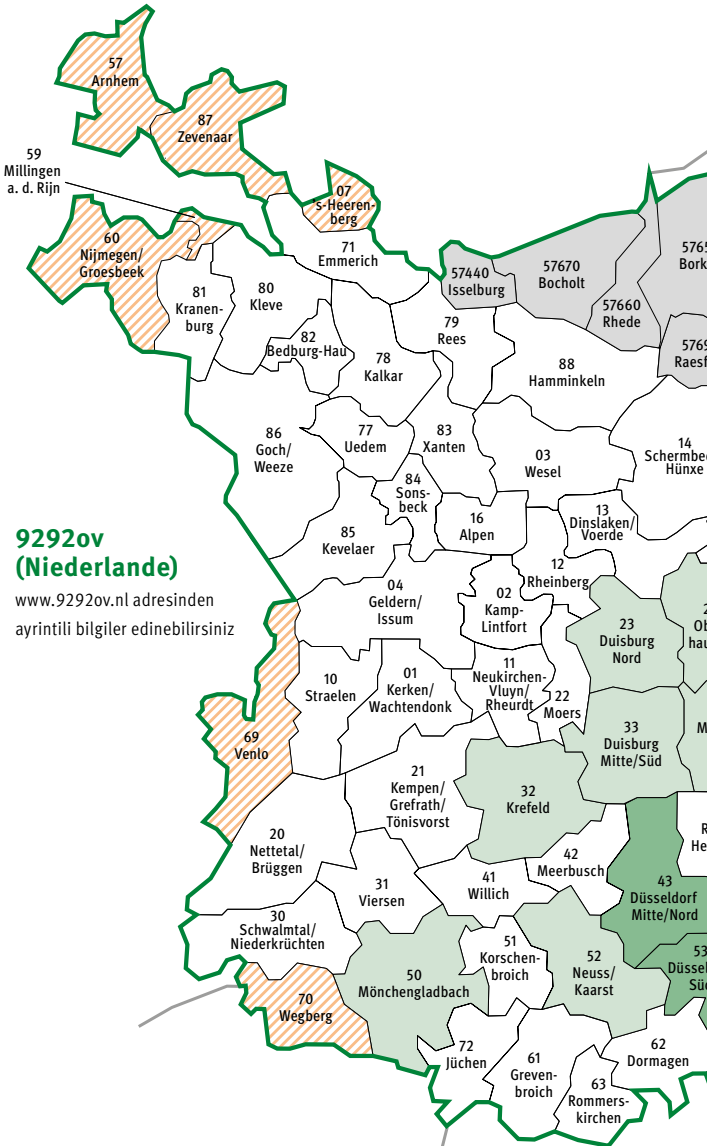 57
Arnhem
87
Zevenaar
59
Millingen
a. d. Rijn
07
's-Heeren-
berg
60
Nijmegen/
Groesbeek
71
Emmerich
81
Kranen-
burg
80
Kleve
82
Bedburg-Hau
57440
Isselburg
57670
Bocholt
57660
Rhede
79
Rees
78
Kalkar
88
Hamminkeln
86
Goch/
Weeze
77
Uedem
83
Xanten
03
Wesel
14
84
Sons-
beck
16
Alpen
13
Dinslaken/
Voerde
85
Kevelaer
12
Rheinberg
9292ov
(Niederlande)
www.9292ov.nl adresinden
ayrintili bilgiler edinebilirsiniz
04
Geldern/
Issum
02
Kamp-
Lintfort
23
Duisburg
Nord
10
Straelen
01
Kerken/
Wachtendonk
11
Neukirchen-
Vluyn/
Rheurdt
22
Moers
69
Venlo
33
Duisburg
Mitte/Süd
21
Kempen/
Grefrath/
Tönisvorst
32
Krefeld
20
Nettetal/
Brüggen
42
Meerbusch
31
Viersen
41
Willich
43
Düsseldorf
Mitte/Nord
30
Schwalmtal/
Niederkrüchten
51
Korschen-
broich
52
Neuss/
Kaarst
53
50
Mönchengladbach
70
Wegberg
72
Jüchen
61
Greven-
broich
62
Dormagen
63
Rommers-
kirchen